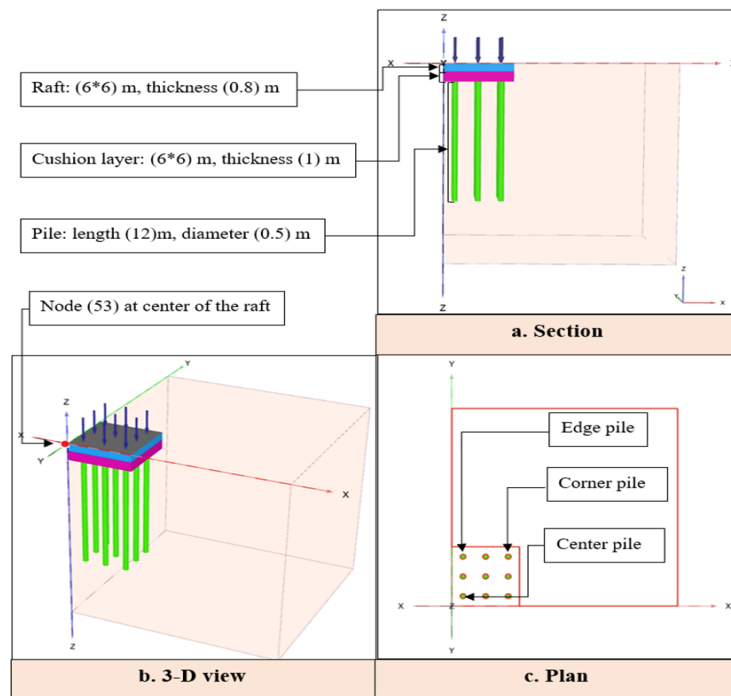 Z
X
X
X
Raft: (6*6) m, thickness (0.8) m
Cushion layer: (6*6) m, thickness (1) m
Pile: length (12)m, diameter (0.5) m
Z
Z
Y
X
Node (53) at center of the raft
a. Section
Y
Z
X
Y
X
Z
b. 3-D view
Y
Edge pile
Corner pile
Center pile
X
Z
X
Y
c. Plan